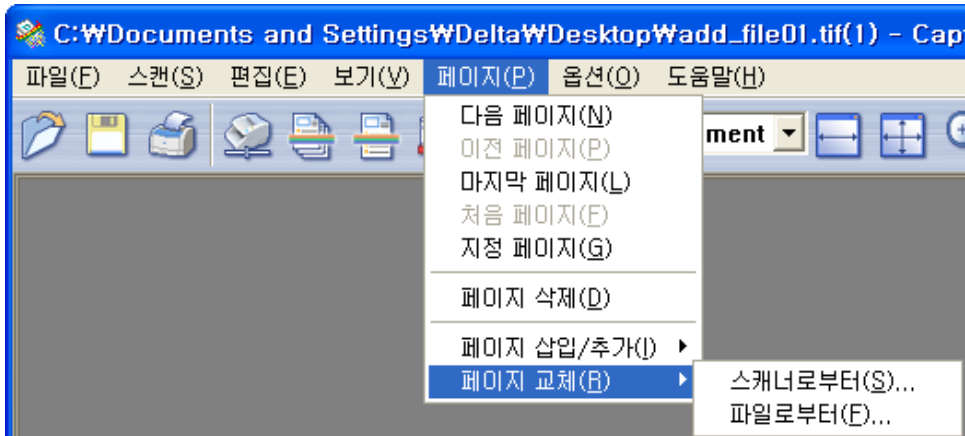 C:₩Documents and Settings₩Delta₩Desktop₩add_file01.tif(1) - Cap
파일(F) 스캔(S) 편집(E) 보기(V) 페이지(P) 옵션(O) 도움말(H)
ment
다음 페이지(N)
이전 페이지(P)
마지막 페이지(L)
처음 페이지(F)
지정 페이지(G)
페이지 삭제(D)
페이지 삽입/추가(I)
페이지 교체(R)
스캐너로부터(S)...
파일로부터(F)...